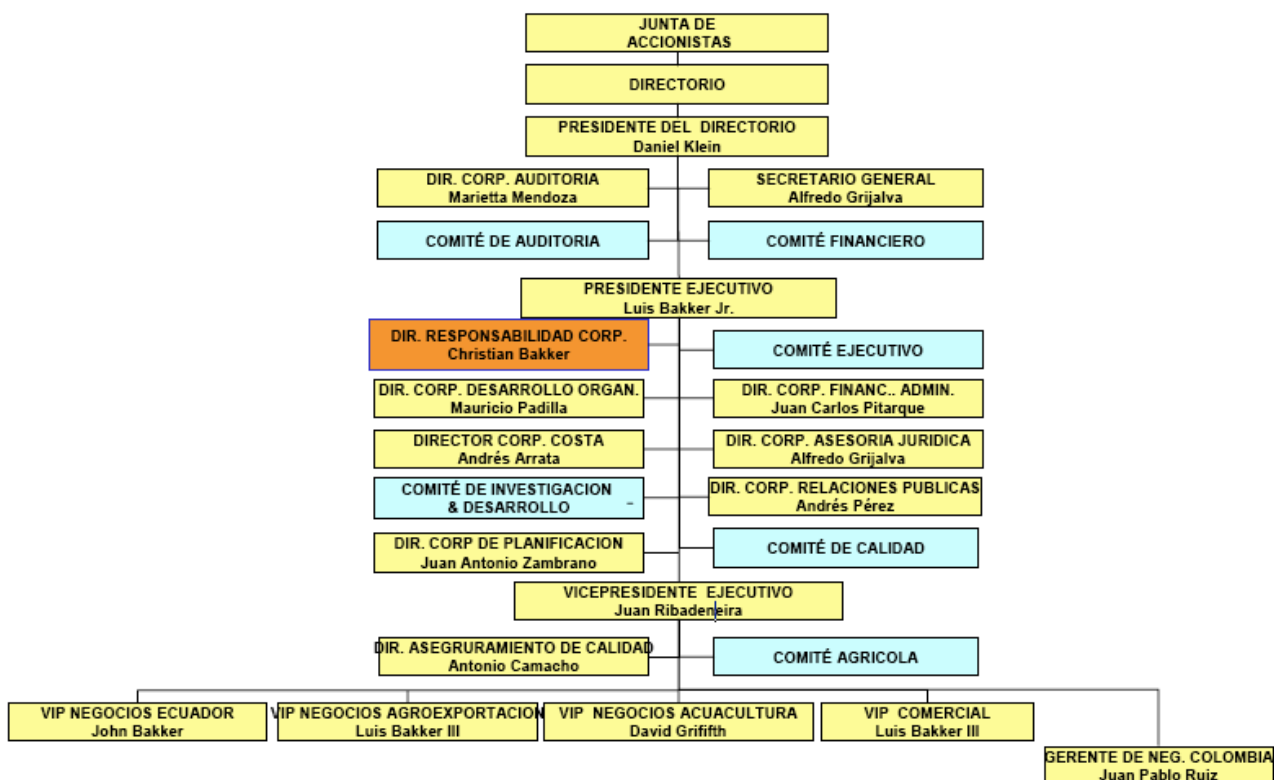 JUNTA DE
ACCIONISTAS
DIRECTORIO
PRESIDENTE DEL DIRECTORIO
Daniel Klein
DIR. CORP. AUDITORIA
Marietta Mendoza
SECRETARIO GENERAL
Alfredo Grijalva
COMITÉ DE AUDITORIA
COMITÉ FINANCIERO
PRESIDENTE EJECUTIVO
Luis Bakker Jr.
DIR. RESPONSABILIDAD CORP.
Christian Bakker
COMITÉ EJECUTIVO
DIR. CORP. DESARROLLO ORGAN.
Mauricio Padilla
DIR. CORP. FINANC.. ADMIN.
Juan Carlos Pitarque
DIRECTOR CORP. COSTA
Andrés Arrata
DIR. CORP. ASESORIA JURIDICA
Alfredo Grijalva
COMITÉ DE INVESTIGACION
& DESARROLLO
DIR. CORP. RELACIONES PUBLICAS
Andrés Pérez
DIR. CORP DE PLANIFICACION
Juan Antonio Zambrano
COMITÉ DE CALIDAD
VICEPRESIDENTE EJECUTIVO
Juan Ribadeneira
DIR. ASEGRURAMIENTO DE CALIDAD
Antonio Camacho
COMITÉ AGRICOLA
VIP NEGOCIOS ECUADOR
John Bakker
VIP NEGOCIOS AGROEXPORTACION
Luis Bakker III
VIP NEGOCIOS ACUACULTURA
David Grififth
VIP COMERCIAL
Luis Bakker III
GERENTE DE NEG. COLOMBIA
Juan Pablo Ruiz